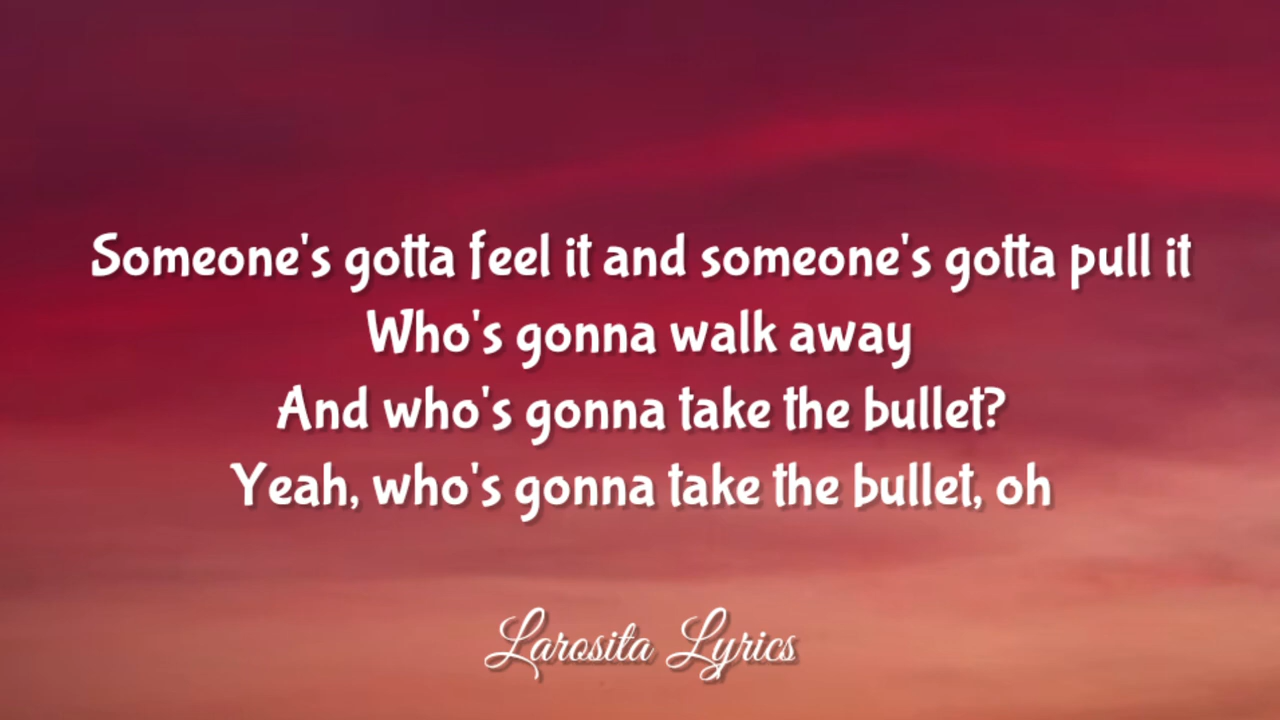 Someone's gotta feel it and someone's gotta pull it
Who's gonna walk away
And who's gonna take the bullet?
Yeah, who's gonna take the bullet, oh
Larosita Lyrics